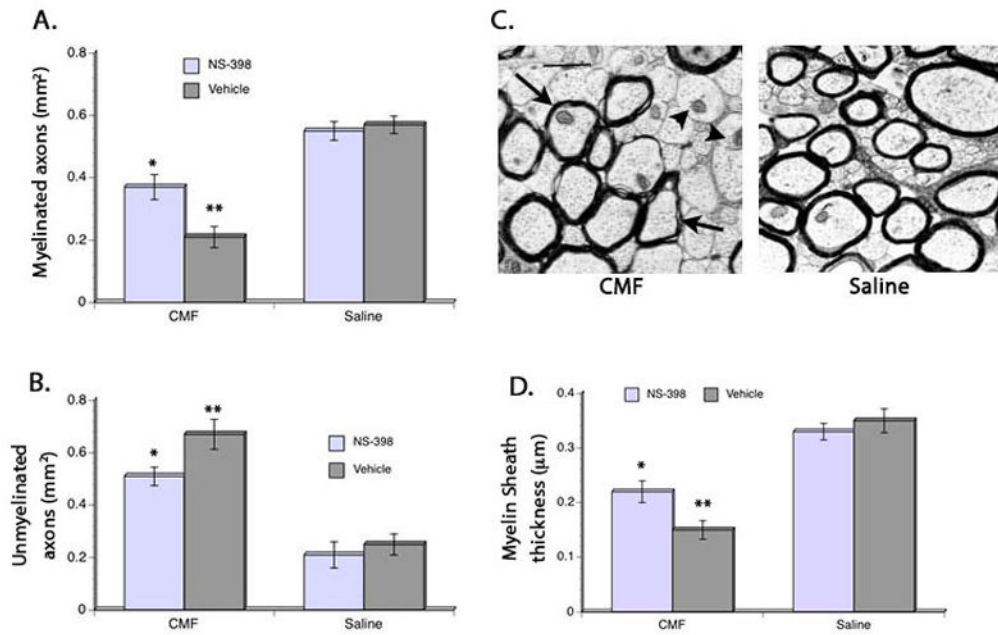 A.
Myelinated axons (mm²)
0.8
0.6
0.4
0.2
0
NS-398
Vehicle
*
**
CMF
Saline
C.
CMF
Saline
B.
Unmyelinated
axons (mm²)
0.8
0.6
0.4
0.2
0
*
**
NS-398
Vehicle
CMF
Saline
D.
Myelin Sheath
thickness (μm)
0.4
0.3
0.2
0.1
0
NS-398
Vehicle
*
**
CMF
Saline